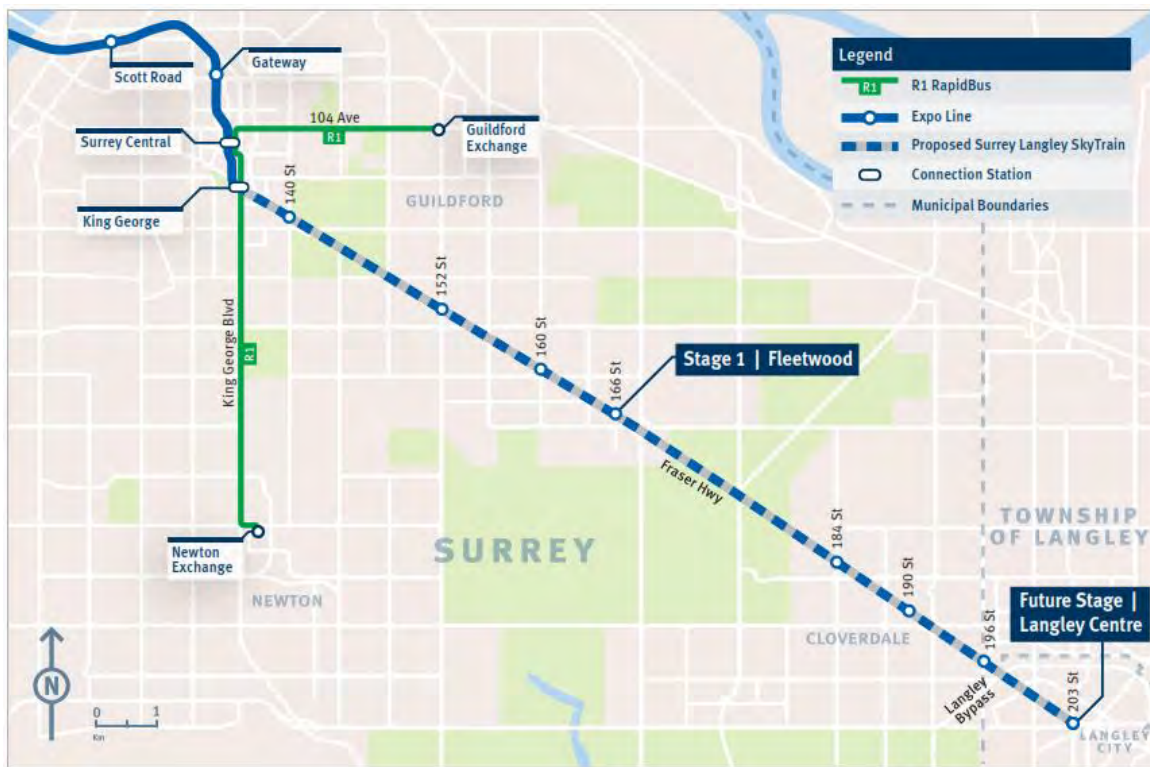 Scott Road
Gateway
Surrey Central
King George
104 Ave
R1
Guildford
Exchange
GUILDFORD
Legend
R1 R1 RapidBus
Expo Line
Proposed Surrey Langley SkyTrain
Connection Station
Municipal Boundaries
140 St
152 St
160 St
166 St
Stage 1 | Fleetwood
King George Blvd
R1
Fraser Hwy
Newton
Exchange
NEWTON
SURREY
TOWNSHIP
OF LANGLEY
184 St
190 St
196 St
CLOVERDALE
Future Stage |
Langley Centre
Langley
Bypass
203 St
LANGLEY
CITY
N
0 1
Km